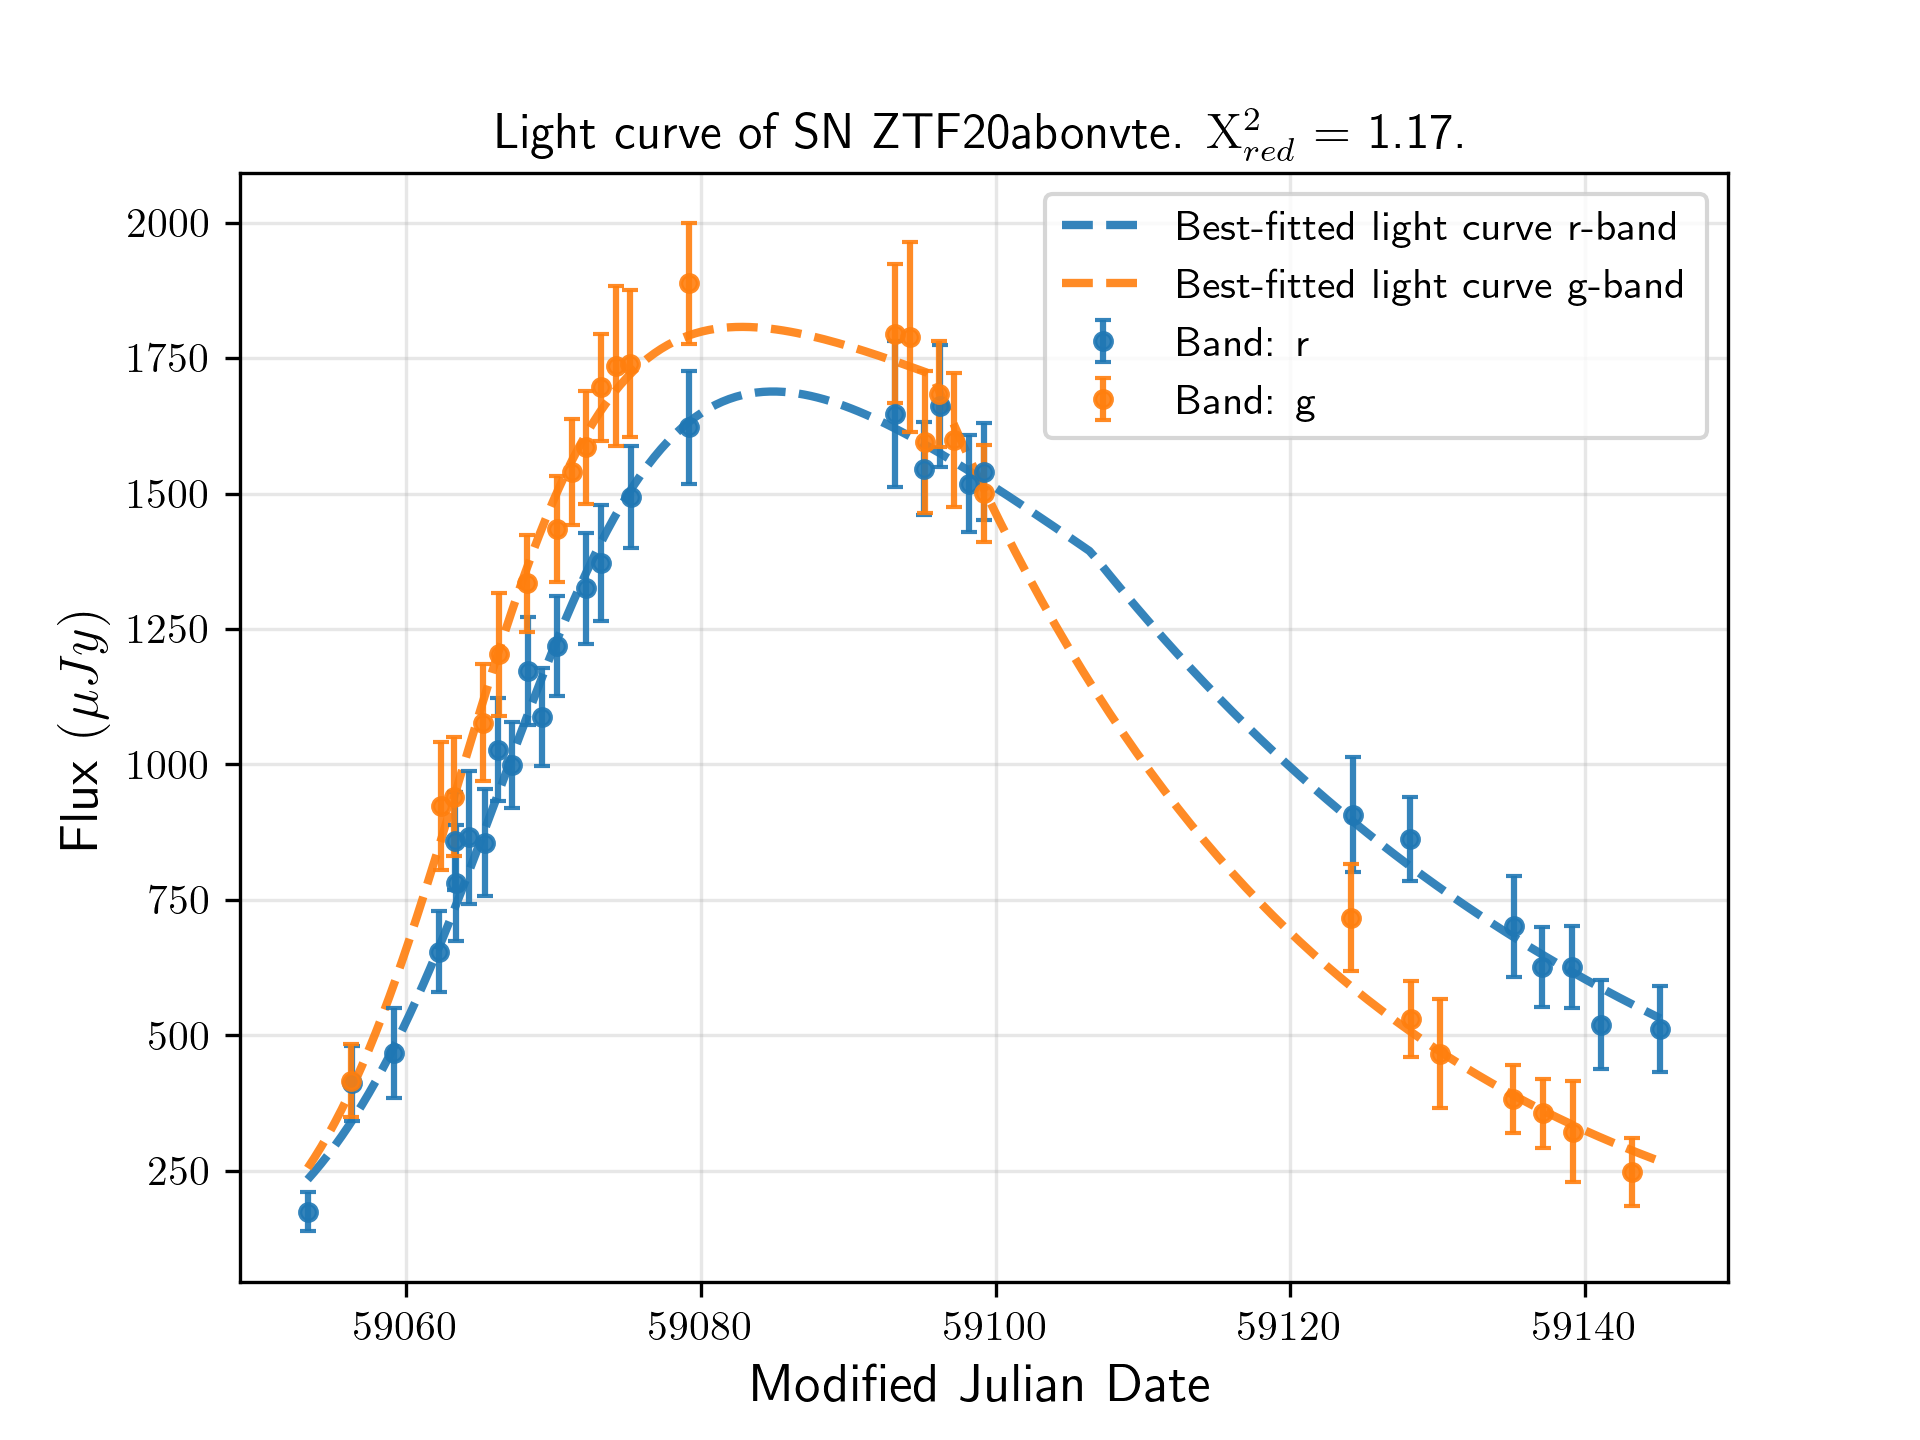 Light curve of SN ZTF20abonvte. X²_red = 1.17.
Best-fitted light curve r-band
Best-fitted light curve g-band
Band: r
Band: g
Flux (μJy)
2000
1750
1500
1250
1000
750
500
250
59060 59080 59100 59120 59140
Modified Julian Date